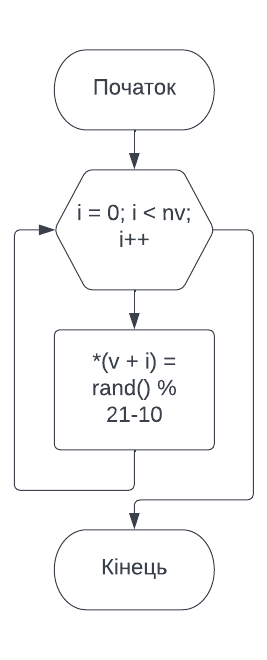 Початок
i = 0; i < nv;
i++
*(v + i) =
rand() %
21-10
Кінець